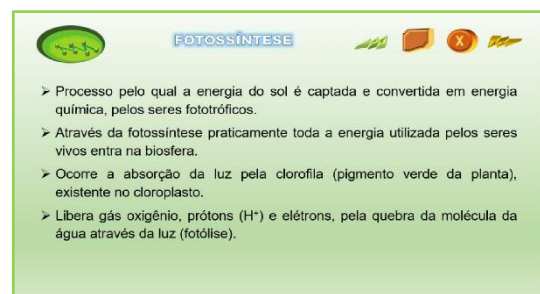 FOTOSSÍNTESE
X
➢ Processo pelo qual a energia do sol é captada e convertida em energia
química, pelos seres fototróficos.
➢ Através da fotossíntese praticamente toda a energia utilizada pelos seres
vivos entra na biosfera.
➢ Ocorre a absorção da luz pela clorofila (pigmento verde da planta),
existente no cloroplasto.
➢ Libera gás oxigênio, prótons (H⁺) e elétrons, pela quebra da molécula da
água através da luz (fotólise).